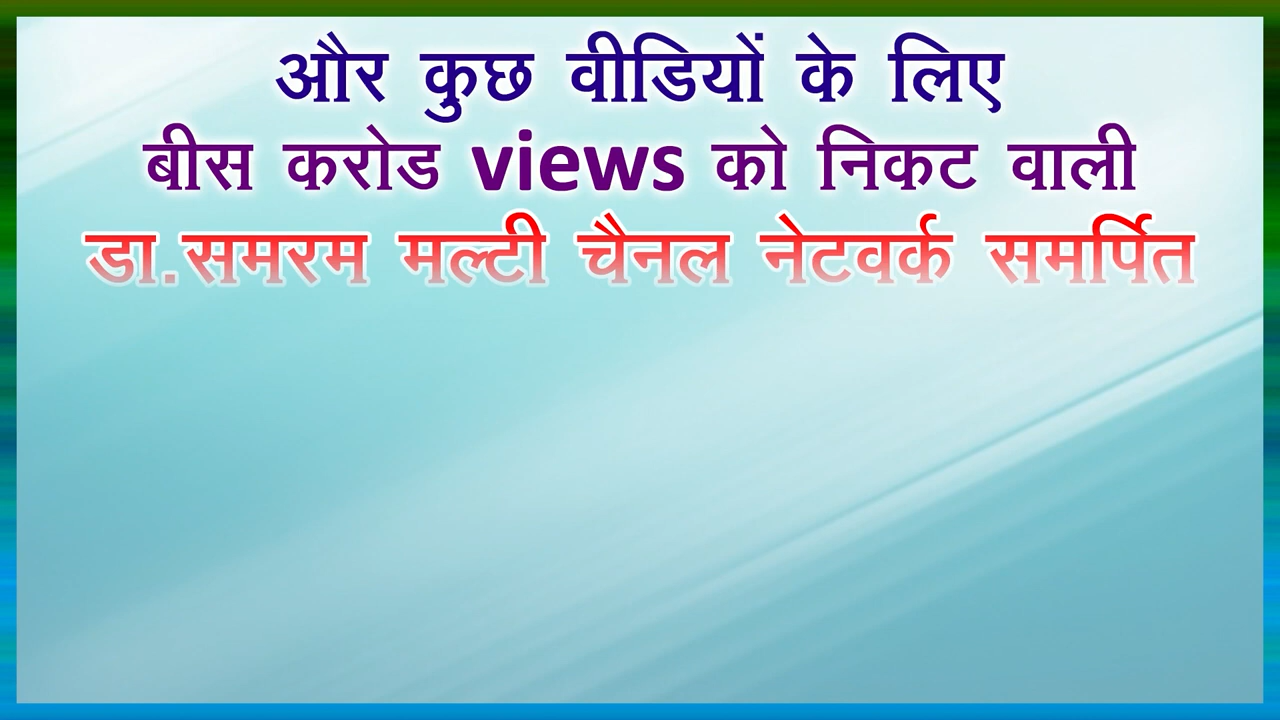 और कुछ वीडियों के लिए
बीस करोड views को निकट वाली
डा.समरम मल्टी चैनल नेटवर्क समर्पित